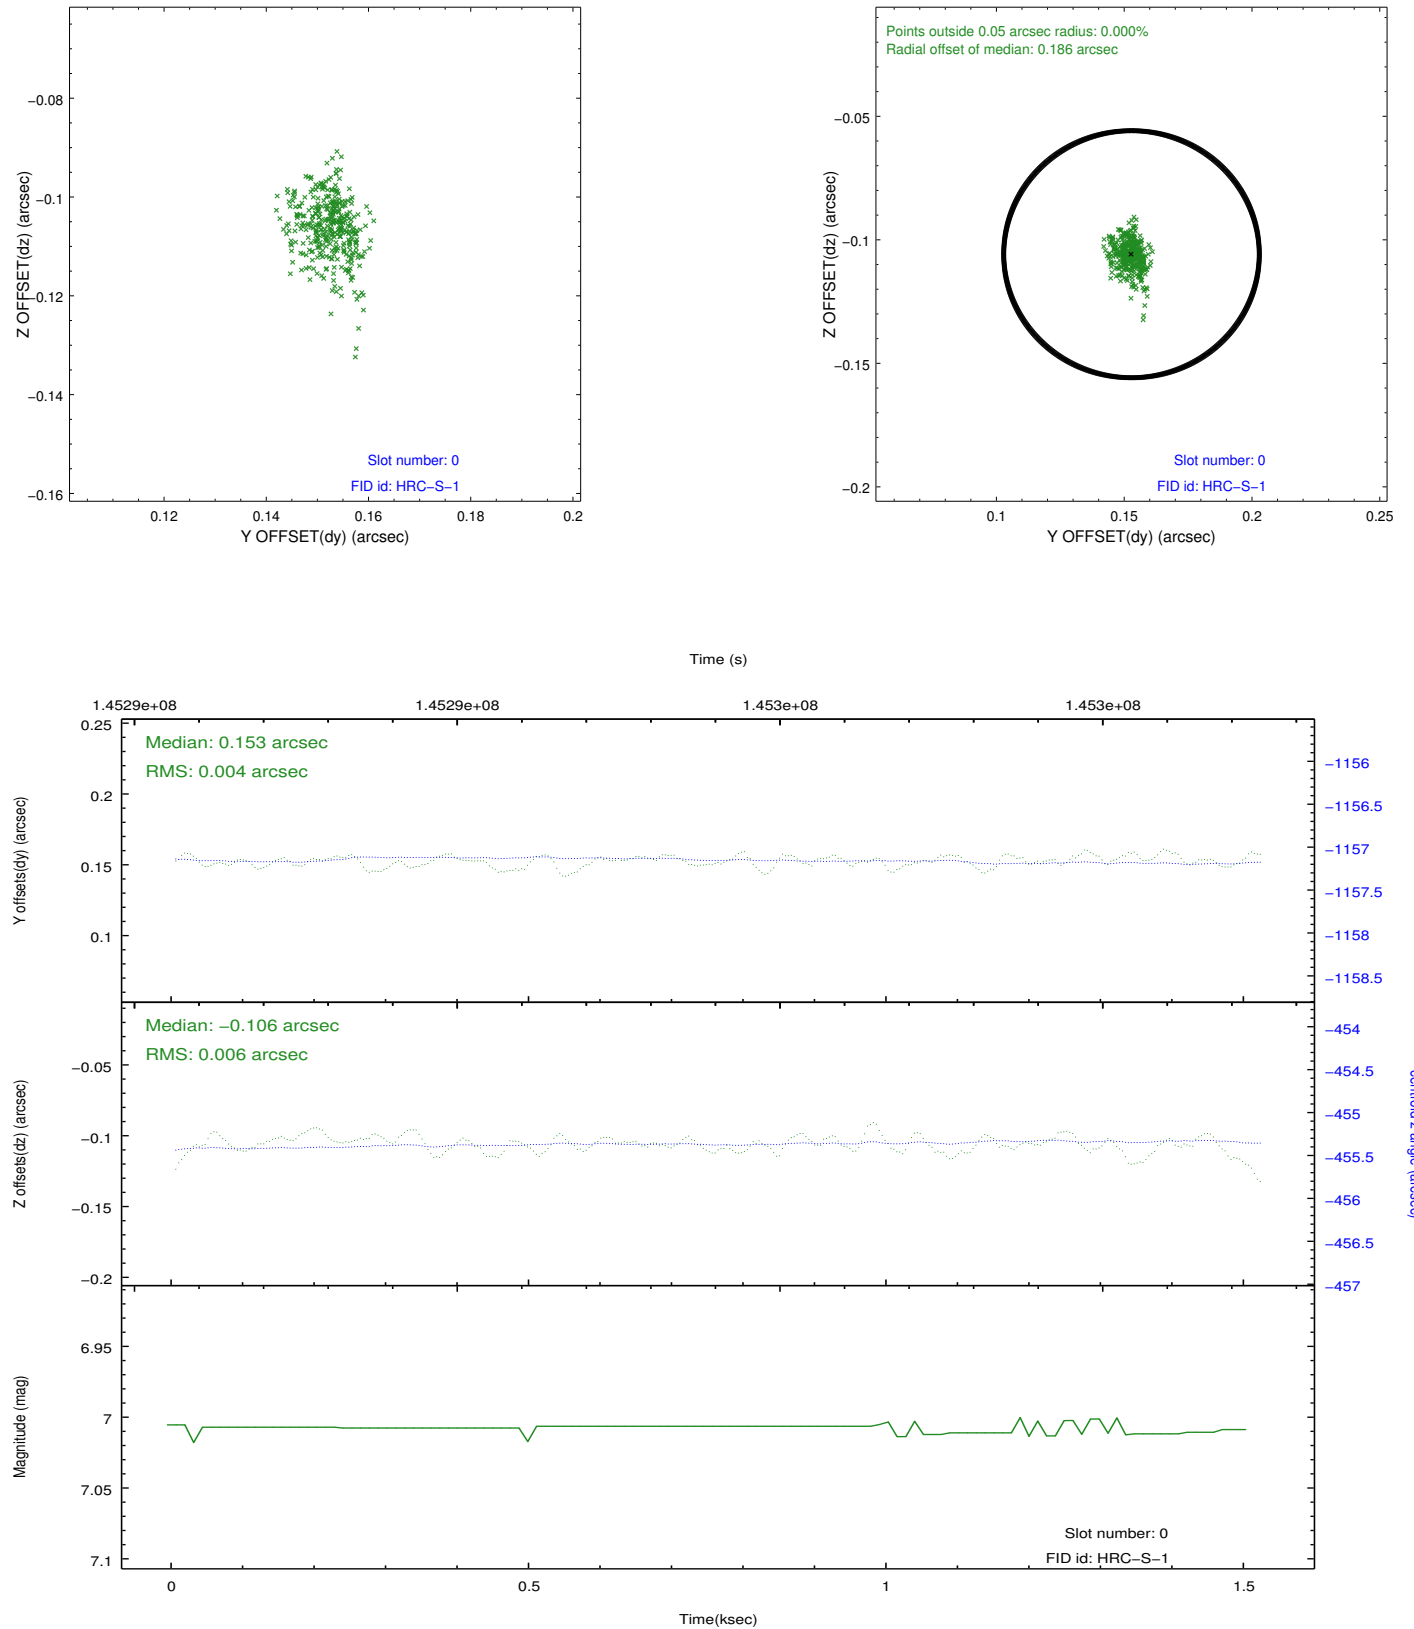 Points outside 0.05 arcsec radius: 0.000%
Radial offset of median: 0.186 arcsec
−0.08
−0.1
−0.12
−0.14
−0.16
Z OFFSET(dz) (arcsec)
Slot number: 0
FID id: HRC−S−1
0.12 0.14 0.16 0.18 0.2
Y OFFSET(dy) (arcsec)
−0.05
−0.1
−0.15
−0.2
Z OFFSET(dz) (arcsec)
Slot number: 0
FID id: HRC−S−1
0.1 0.15 0.2 0.25
Y OFFSET(dy) (arcsec)
Time (s)
1.4529e+08 1.4529e+08 1.453e+08 1.453e+08
Median: 0.153 arcsec
RMS: 0.004 arcsec
0.25
0.2
0.15
0.1
Y offsets(dy) (arcsec)
−1156
−1156.5
−1157
−1157.5
−1158
−1158.5
Median: −0.106 arcsec
RMS: 0.006 arcsec
−0.05
−0.1
−0.15
−0.2
Z offsets(dz) (arcsec)
−454
−454.5
−455
−455.5
−456
−456.5
−457
centroid z angle (arcsec)
6.95
7
7.05
7.1
Magnitude (mag)
Slot number: 0
FID id: HRC−S−1
0 0.5 1 1.5
Time(ksec)